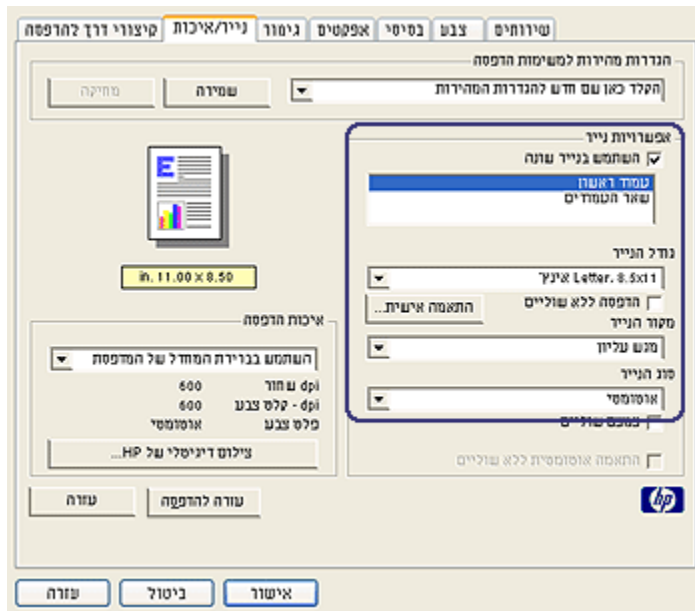 שירותים צבע בסיסי אפקטים גימור נייר/איכות קיצורי דרך להדפסה
הגדרות מהירות למשימות הדפסה
הקלד כאן שם חדש להגדרות המהירות שמירה מחיקה
אפשרויות נייר
השתמש בנייר שונה
עמוד ראשון
שאר העמודים
גודל הנייר
Letter. 8.5x11 אינץ'
הדפסה ללא שוליים
התאמה אישית...
מקור הנייר
מגש עליון
סוג הנייר
אוטומטי
צמצם שוליים
התאמה אוטומטית ללא שוליים
E
in. 11.00 X 8.50
איכות הדפסה
השתמש בברירת המחדל של המדפסת
dpi שחור 600
dpi - קלט צבע 600
פלט צבע אוטומטי
צילום דיגיטלי של HP...
עזרה להדפסה עזרה
hp
אישור ביטול עזרה